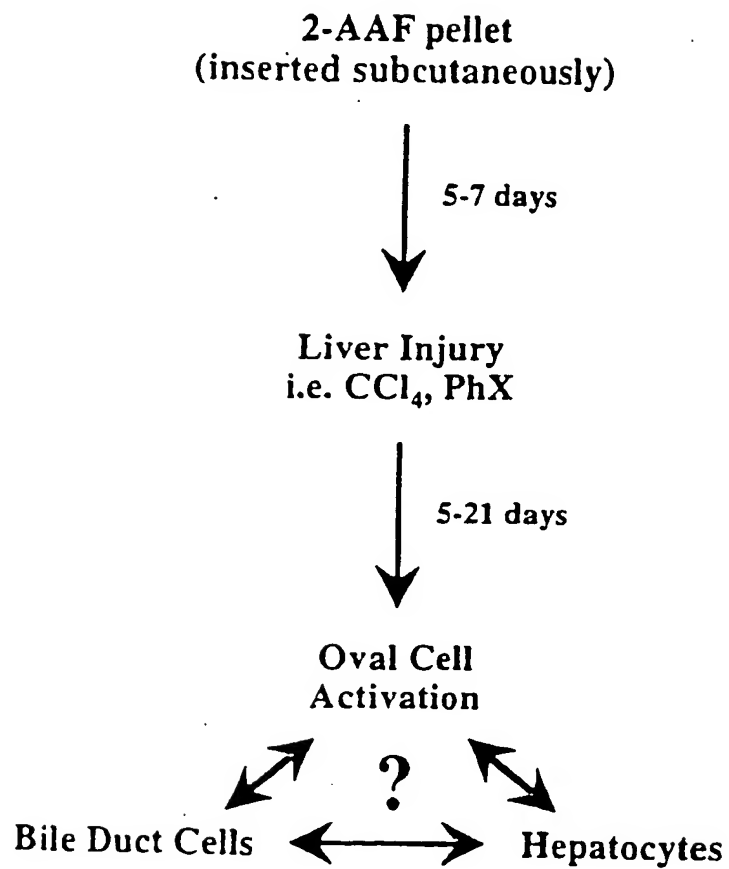 2-AAF pellet
(inserted subcutaneously)
5-7 days
Liver Injury
i.e. CCl₄, PhX
5-21 days
Oval Cell
Activation
?
Bile Duct Cells
Hepatocytes